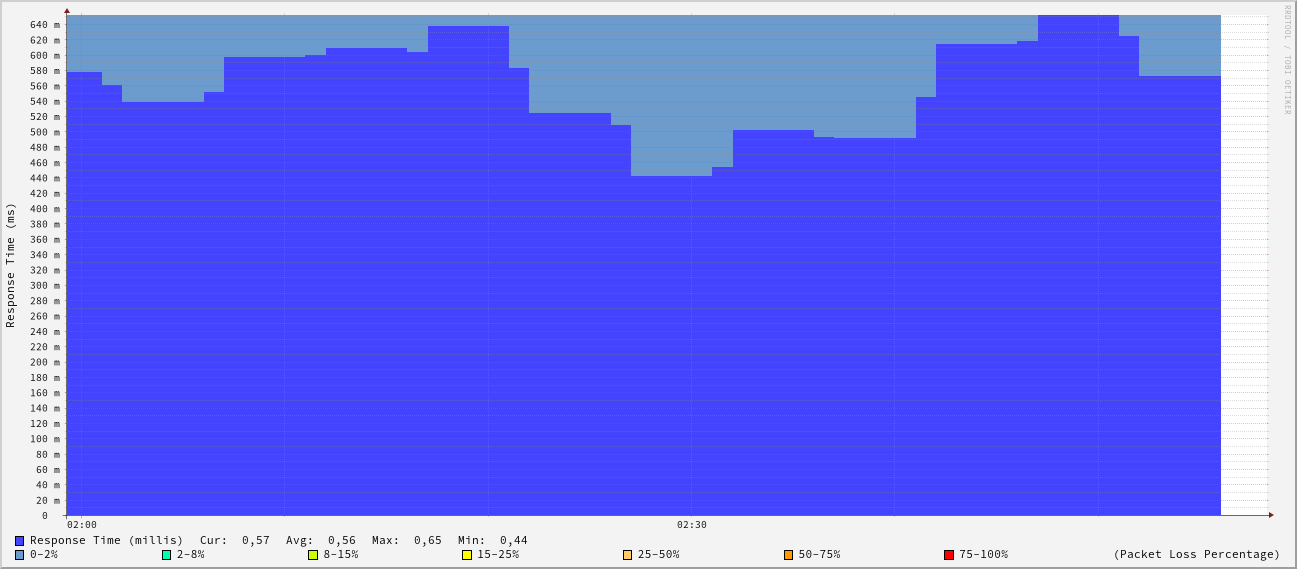 RRDTOOL / TOBI OETIKER
Response Time (ms)
640 m
620 m
600 m
580 m
560 m
540 m
520 m
500 m
480 m
460 m
440 m
420 m
400 m
380 m
360 m
340 m
320 m
300 m
280 m
260 m
240 m
220 m
200 m
180 m
160 m
140 m
120 m
100 m
80 m
60 m
40 m
20 m
0
02:00 02:30
Response Time (millis) Cur: 0,57 Avg: 0,56 Max: 0,65 Min: 0,44
0-2% 2-8% 8-15% 15-25% 25-50% 50-75% 75-100% (Packet Loss Percentage)